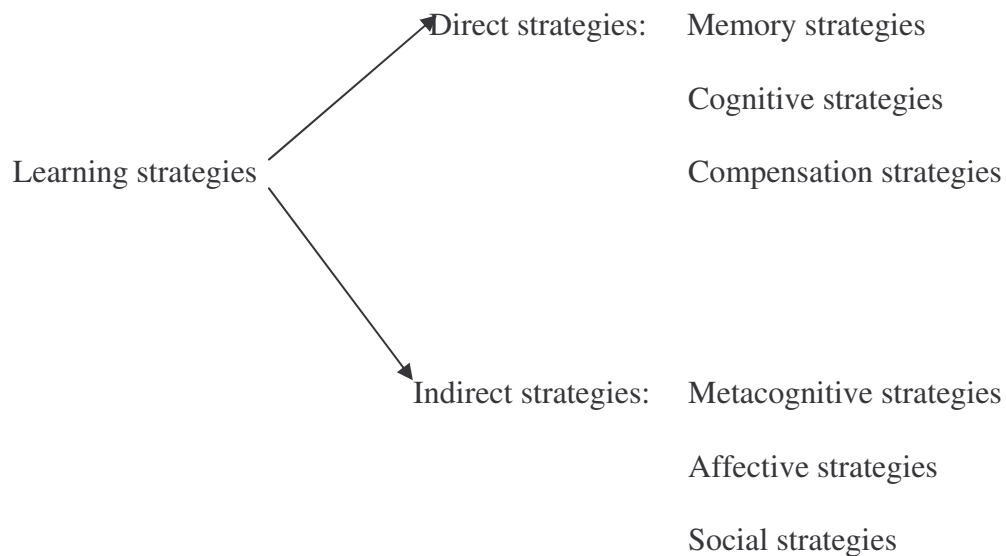 Direct strategies: Memory strategies
Cognitive strategies
Learning strategies Compensation strategies
Indirect strategies: Metacognitive strategies
Affective strategies
Social strategies